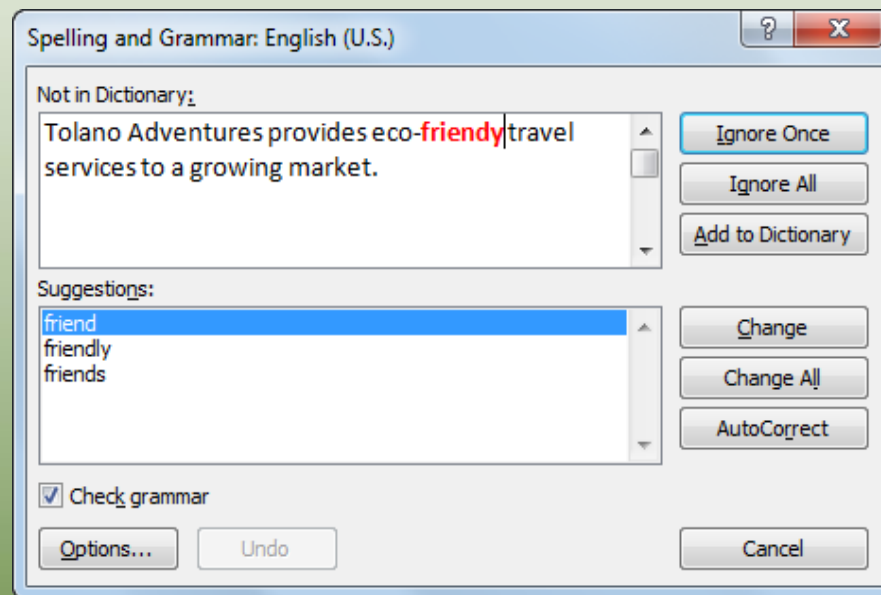 Spelling and Grammar: English (U.S.)
Not in Dictionary:
Tolano Adventures provides eco-friendy travel
services to a growing market.
Ignore Once
Ignore All
Add to Dictionary
Suggestions:
friend
friendly
friends
Change
Change All
AutoCorrect
Check grammar
Options...
Undo
Cancel